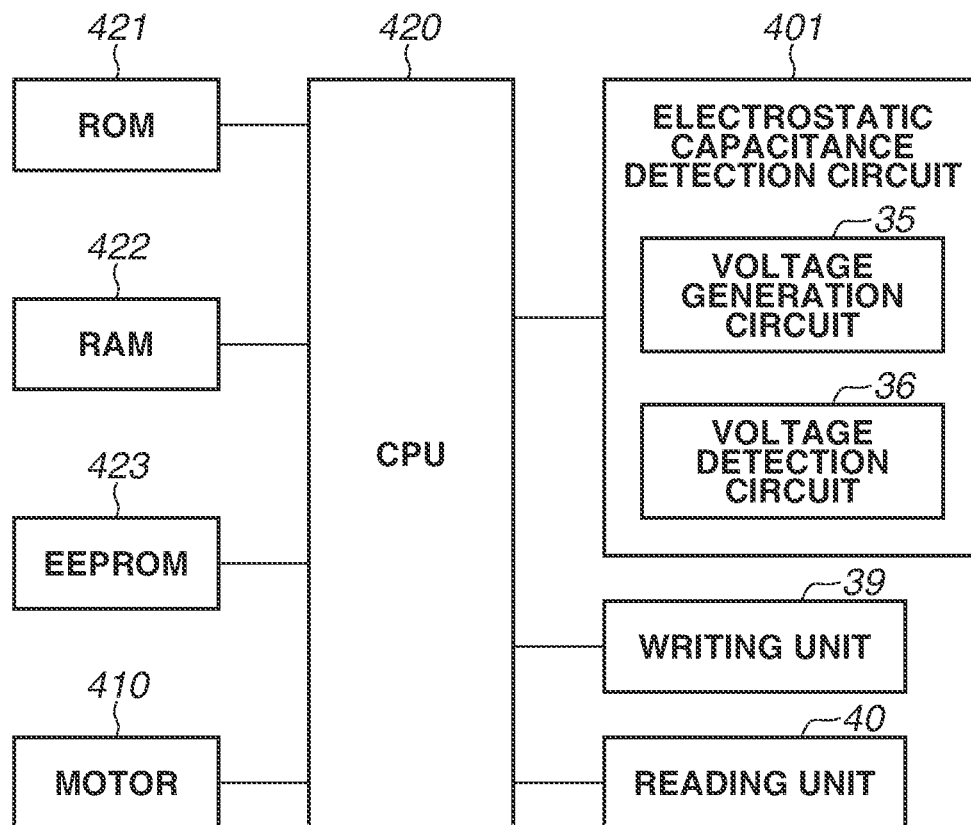 421
420
401
ROM
ELECTROSTATIC
CAPACITANCE
DETECTION CIRCUIT
35
VOLTAGE
GENERATION
CIRCUIT
422
RAM
36
VOLTAGE
DETECTION
CIRCUIT
CPU
423
EEPROM
39
WRITING UNIT
410
MOTOR
40
READING UNIT